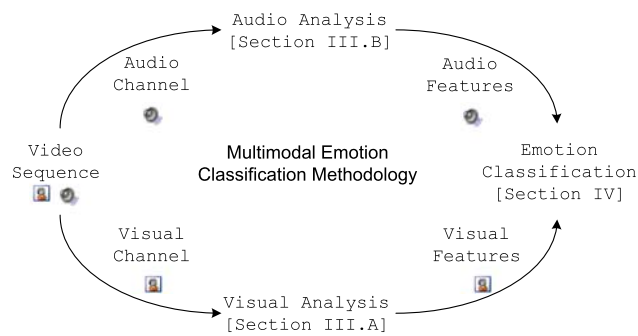 Audio Analysis
[Section III.B]
Audio
Channel
Audio
Features
Video
Sequence
Multimodal Emotion
Classification Methodology
Emotion
Classification
[Section IV]
Visual
Channel
Visual
Features
Visual Analysis
[Section III.A]